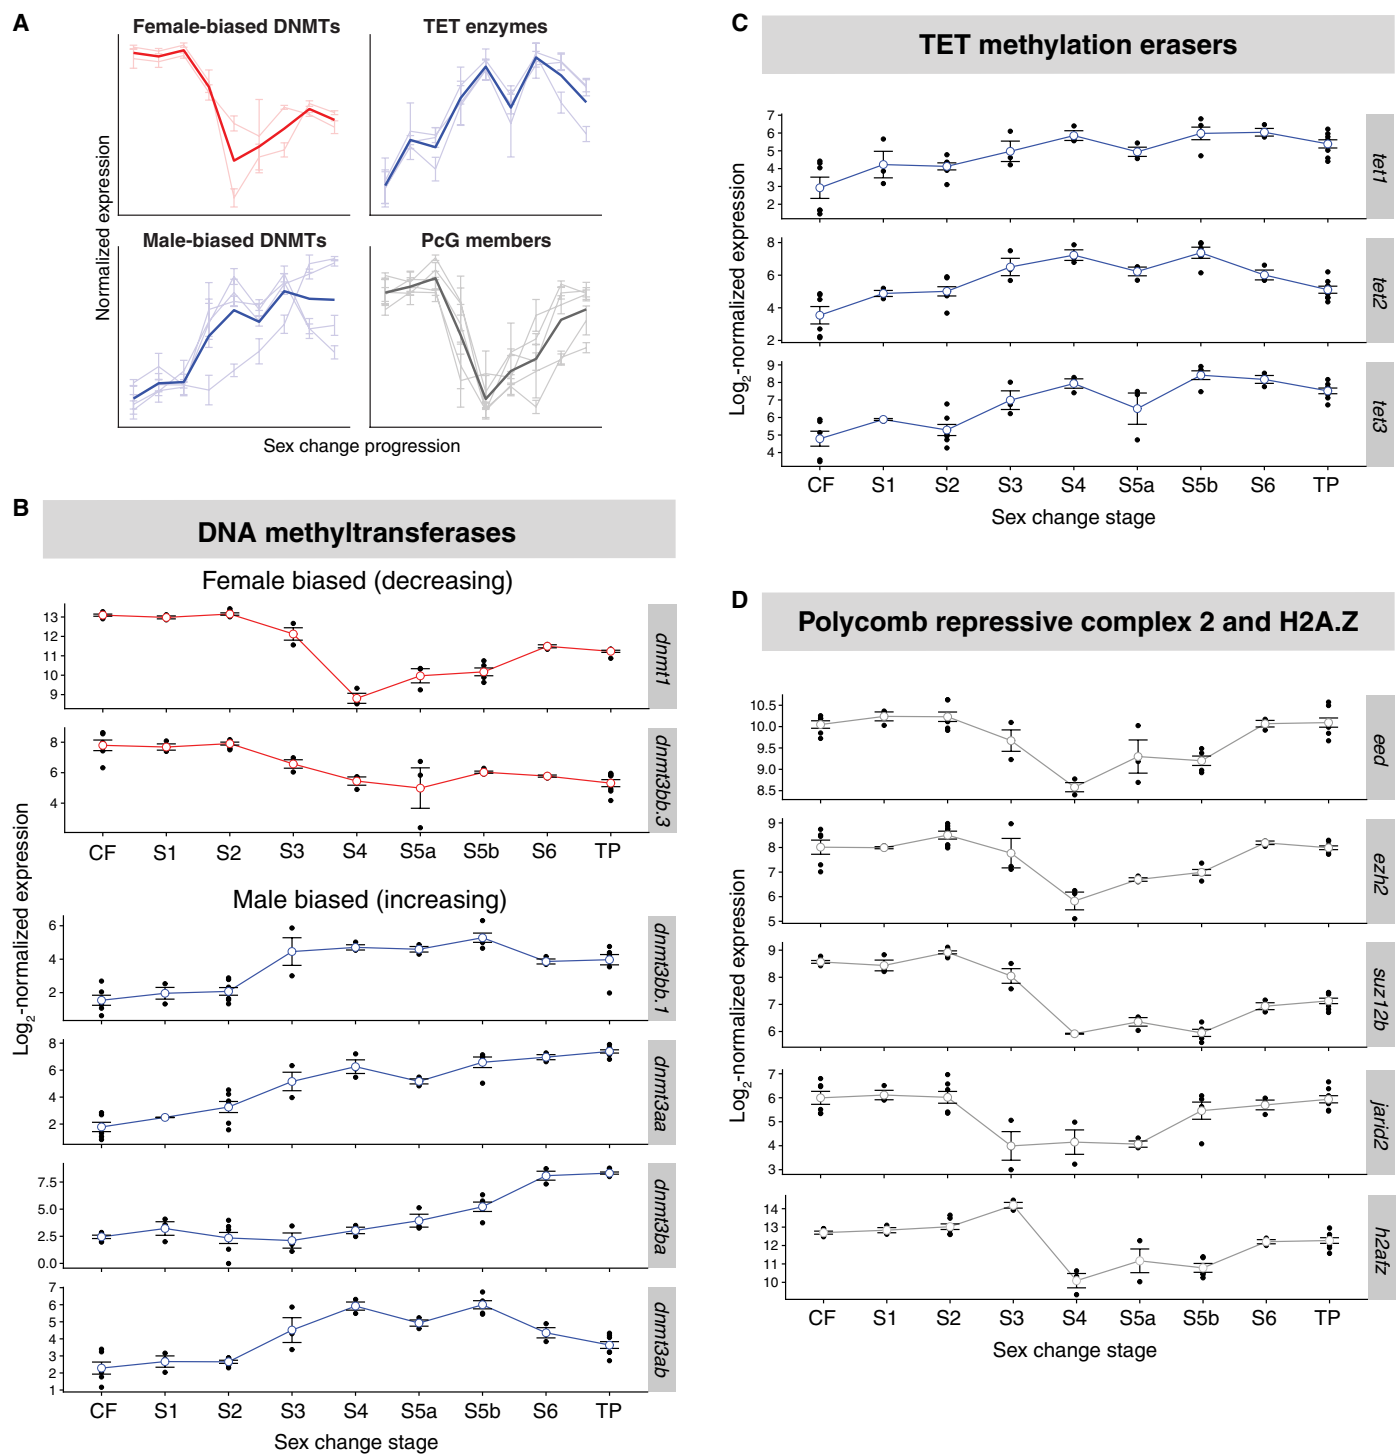 A
Female-biased DNMTs
TET enzymes
Male-biased DNMTs
PcG members
Normalized expression
Sex change progression
B
DNA methyltransferases
Female biased (decreasing)
13
12
11
10
9
dnmt1
8
6
4
dnmt3bb.3
CF S1 S2 S3 S4 S5a S5b S6 TP
Male biased (increasing)
Log2-normalized expression
6
4
2
dnmt3bb.1
8
6
4
2
dnmt3aa
7.5
5.0
2.5
0.0
dnmt3ba
7
6
5
4
3
2
1
dnmt3ab
CF S1 S2 S3 S4 S5a S5b S6 TP
Sex change stage
C
TET methylation erasers
Log2-normalized expression
7
6
5
4
3
2
tet1
8
6
4
2
tet2
9
8
7
6
5
4
tet3
CF S1 S2 S3 S4 S5a S5b S6 TP
Sex change stage
D
Polycomb repressive complex 2 and H2A.Z
Log2-normalized expression
10.5
10.0
9.5
9.0
8.5
eed
9
8
7
6
5
ezh2
9
8
7
6
suz12b
7
6
5
4
3
jarid2
14
13
12
11
10
h2afz
CF S1 S2 S3 S4 S5a S5b S6 TP
Sex change stage